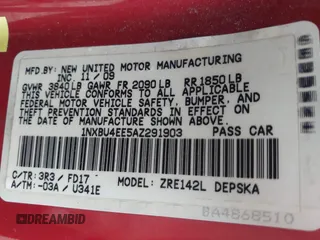 MFD.BY: NEW UNITED MOTOR MANUFACTURING
INC. 11/09
GVWR 3840LB GAWR FR 2090LB RR1850LB
THIS VEHICLE CONFORMS TO ALL APPLICABLE
FEDERAL MOTOR VEHICLE SAFETY, BUMPER, AND
THEFT PREVENTION STANDARDS IN EFFECT ON
THE DATE OF MANUFACTURE SHOWN ABOVE.
1NXBU4EE5AZ291903 PASS. CAR
C/TR: 3R3 / FD17 MODEL: ZRE142L DEPSKA
A/TM: -03A / U341E
BA4868510
DREAMBID